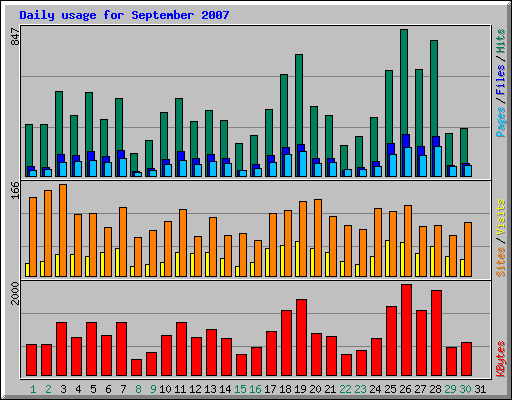 Daily usage for September 2007
847
166
2000
Pages / Files / Hits
Sites / Visits
KBytes
1 2 3 4 5 6 7 8 9 10 11 12 13 14 15 16 17 18 19 20 21 22 23 24 25 26 27 28 29 30 31